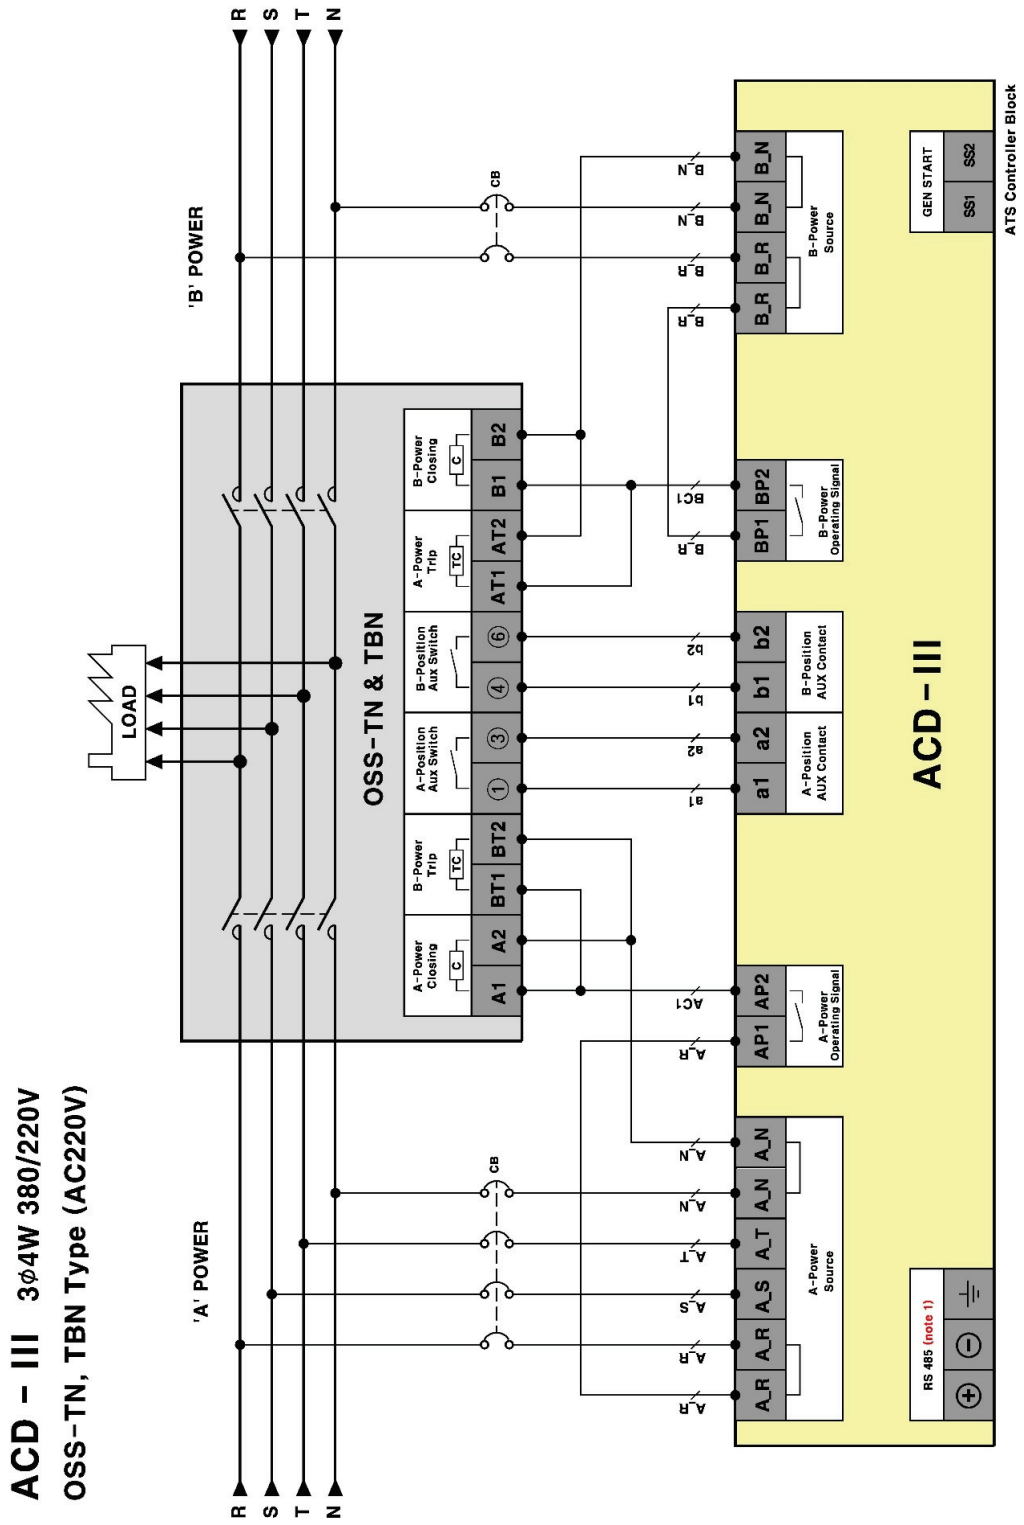 ACD - III 3φ4W 380/220V
OSS-TN, TBN Type (AC220V)
'A' POWER
'B' POWER
R
S
T
N
R
S
T
N
LOAD
OSS-TN & TBN
A-Power Closing
B-Power Trip
A-Position Aux Switch
B-Position Aux Switch
A-Power Trip
B-Power Closing
C
TC
TC
C
A1 A2 BT1 BT2 ① ③ ④ ⑥ AT1 AT2 B1 B2
CB
CB
A_R A_R A_S A_T A_N A_N A_R AC1 a1 a2 b1 b2 B_R BC1 B_R B_R B_N B_N
A_R A_R A_S A_T A_N A_N
A-Power Source
AP1 AP2
A-Power Operating Signal
a1 a2
A-Position AUX Contact
b1 b2
B-Position AUX Contact
BP1 BP2
B-Power Operating Signal
B_R B_R B_N B_N
B-Power Source
ACD-III
RS 485 (note 1)
+ −
GEN START
SS1 SS2
ATS Controller Block